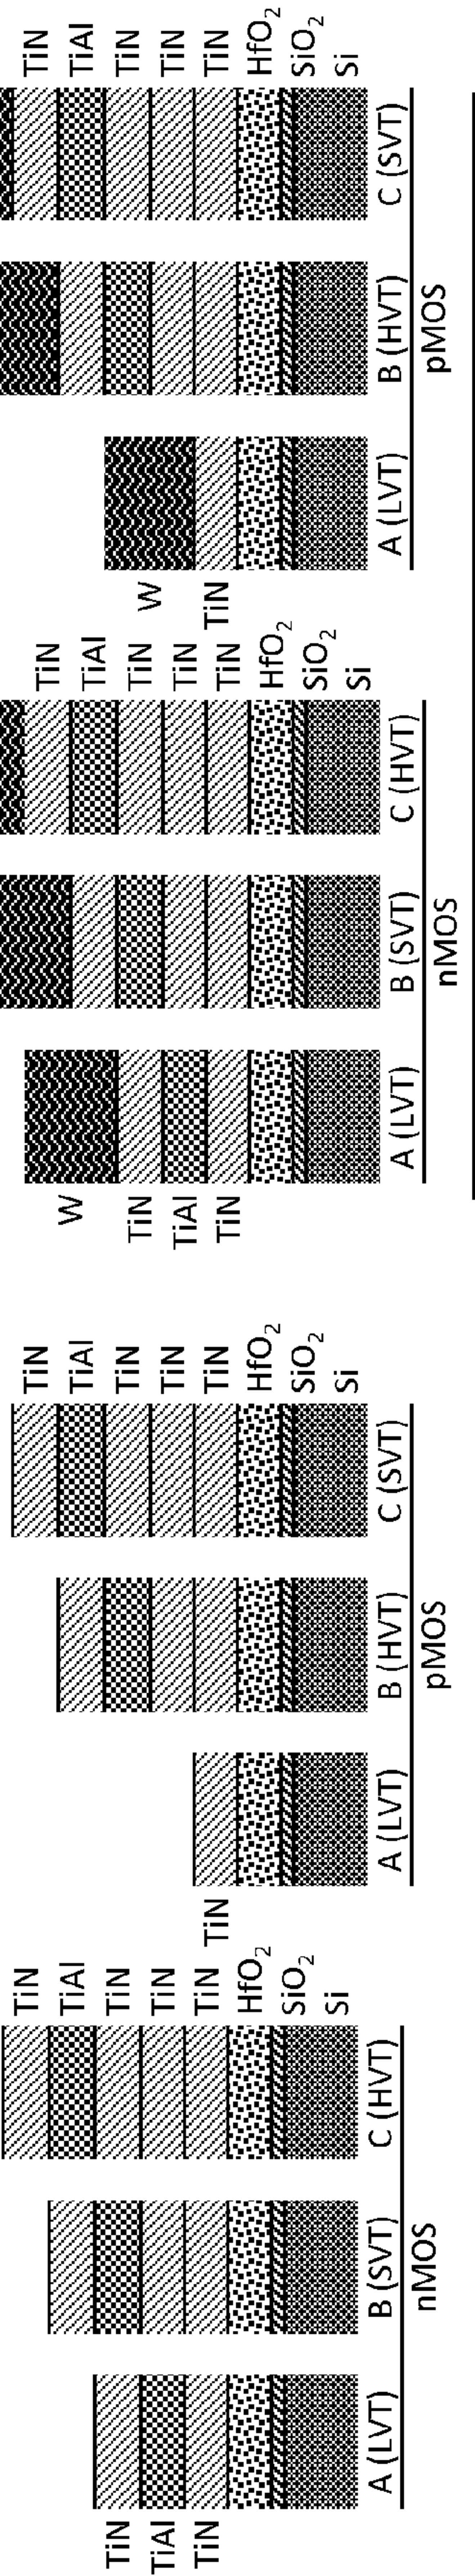 TiN
TiAl
TiN
A (LVT)
B (SVT)
C (HVT)
nMOS
TiN
TiAl
TiN
TiN
TiN
HfO₂
SiO₂
Si
TiN
A (LVT)
B (HVT)
C (SVT)
pMOS
TiN
TiAl
TiN
TiN
TiN
HfO₂
SiO₂
Si
W
TiN
TiAl
TiN
A (LVT)
B (SVT)
C (HVT)
nMOS
TiN
TiAl
TiN
TiN
TiN
HfO₂
SiO₂
Si
W
TiN
A (LVT)
B (HVT)
C (SVT)
pMOS
TiN
TiAl
TiN
TiN
TiN
HfO₂
SiO₂
Si